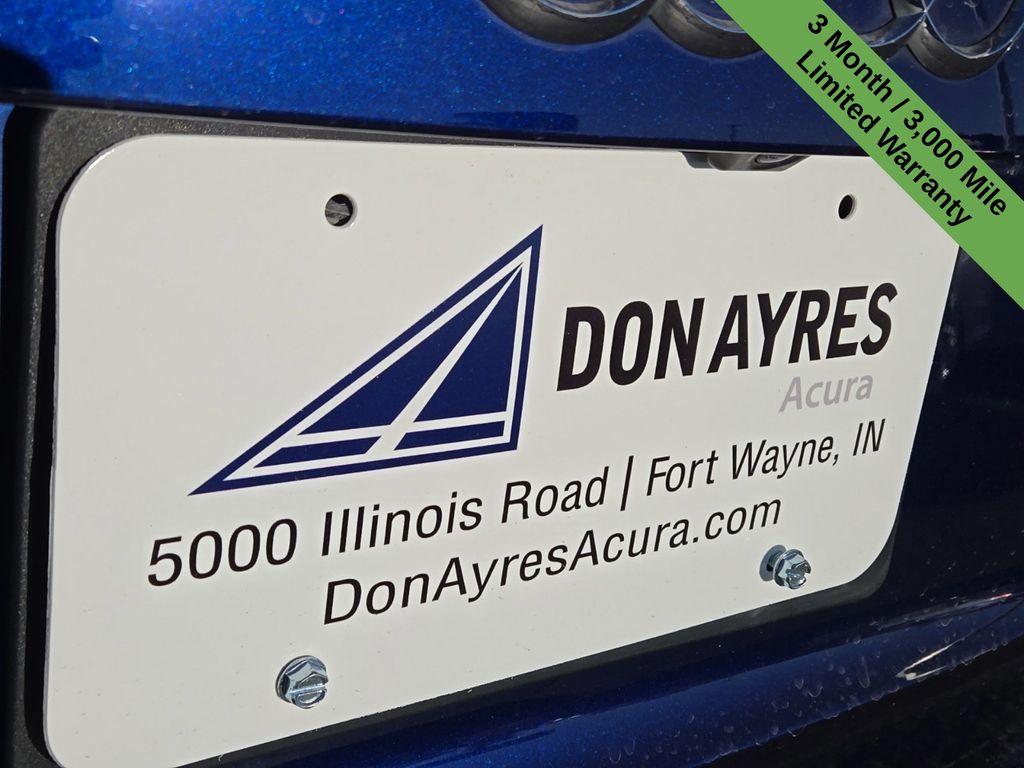 3 Month / 3,000 Mile
Limited Warranty
DON AYRES
Acura
5000 Illinois Road | Fort Wayne, IN
DonAyresAcura.com